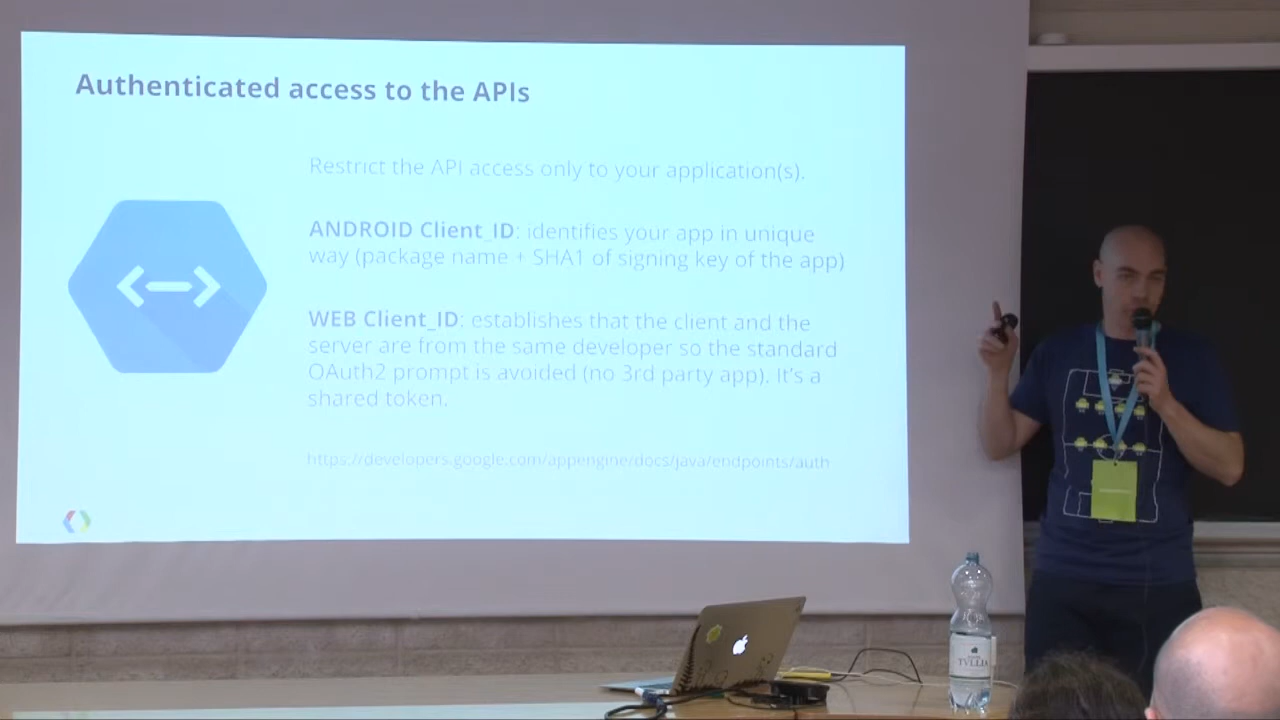 Authenticated access to the APIs
Restrict the API access only to your application(s).
ANDROID Client_ID: identifies your app in unique
way (package name + SHA1 of signing key of the app)
WEB Client_ID: establishes that the client and the
server are from the same developer so the standard
OAuth2 prompt is avoided (no 3rd party app). It's a
shared token.
https://developers.google.com/appengine/docs/java/endpoints/auth
TVLLIA